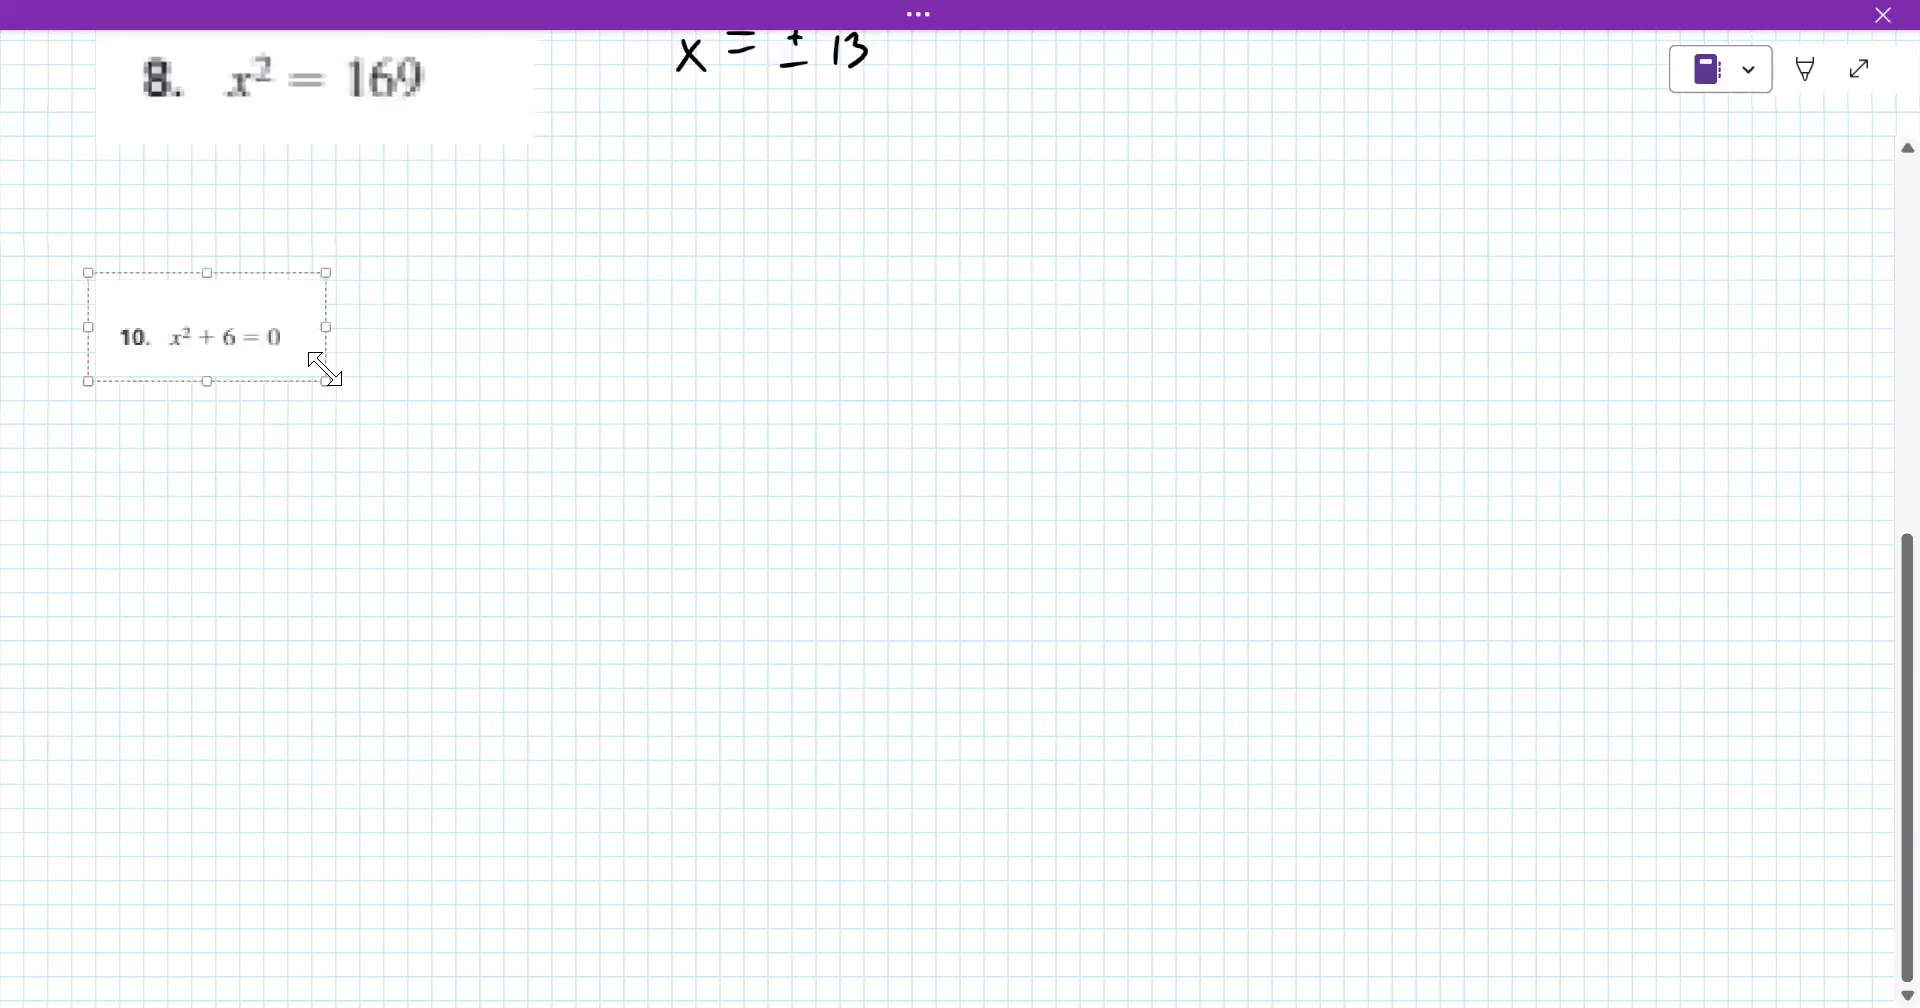 x = ± 13
8. x² = 169
10. x² + 6 = 0